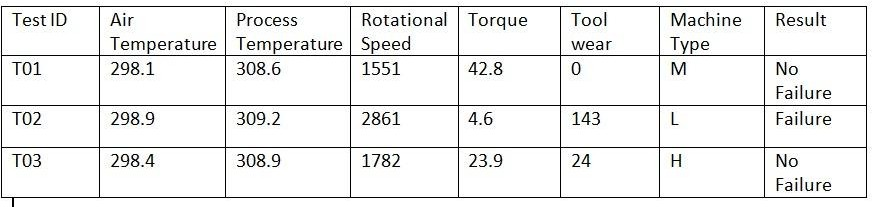 Test ID Air Temperature Process Temperature Rotational Speed Torque Tool wear Machine Type Result
T01 298.1 308.6 1551 42.8 0 M No Failure
T02 298.9 309.2 2861 4.6 143 L Failure
T03 298.4 308.9 1782 23.9 24 H No Failure